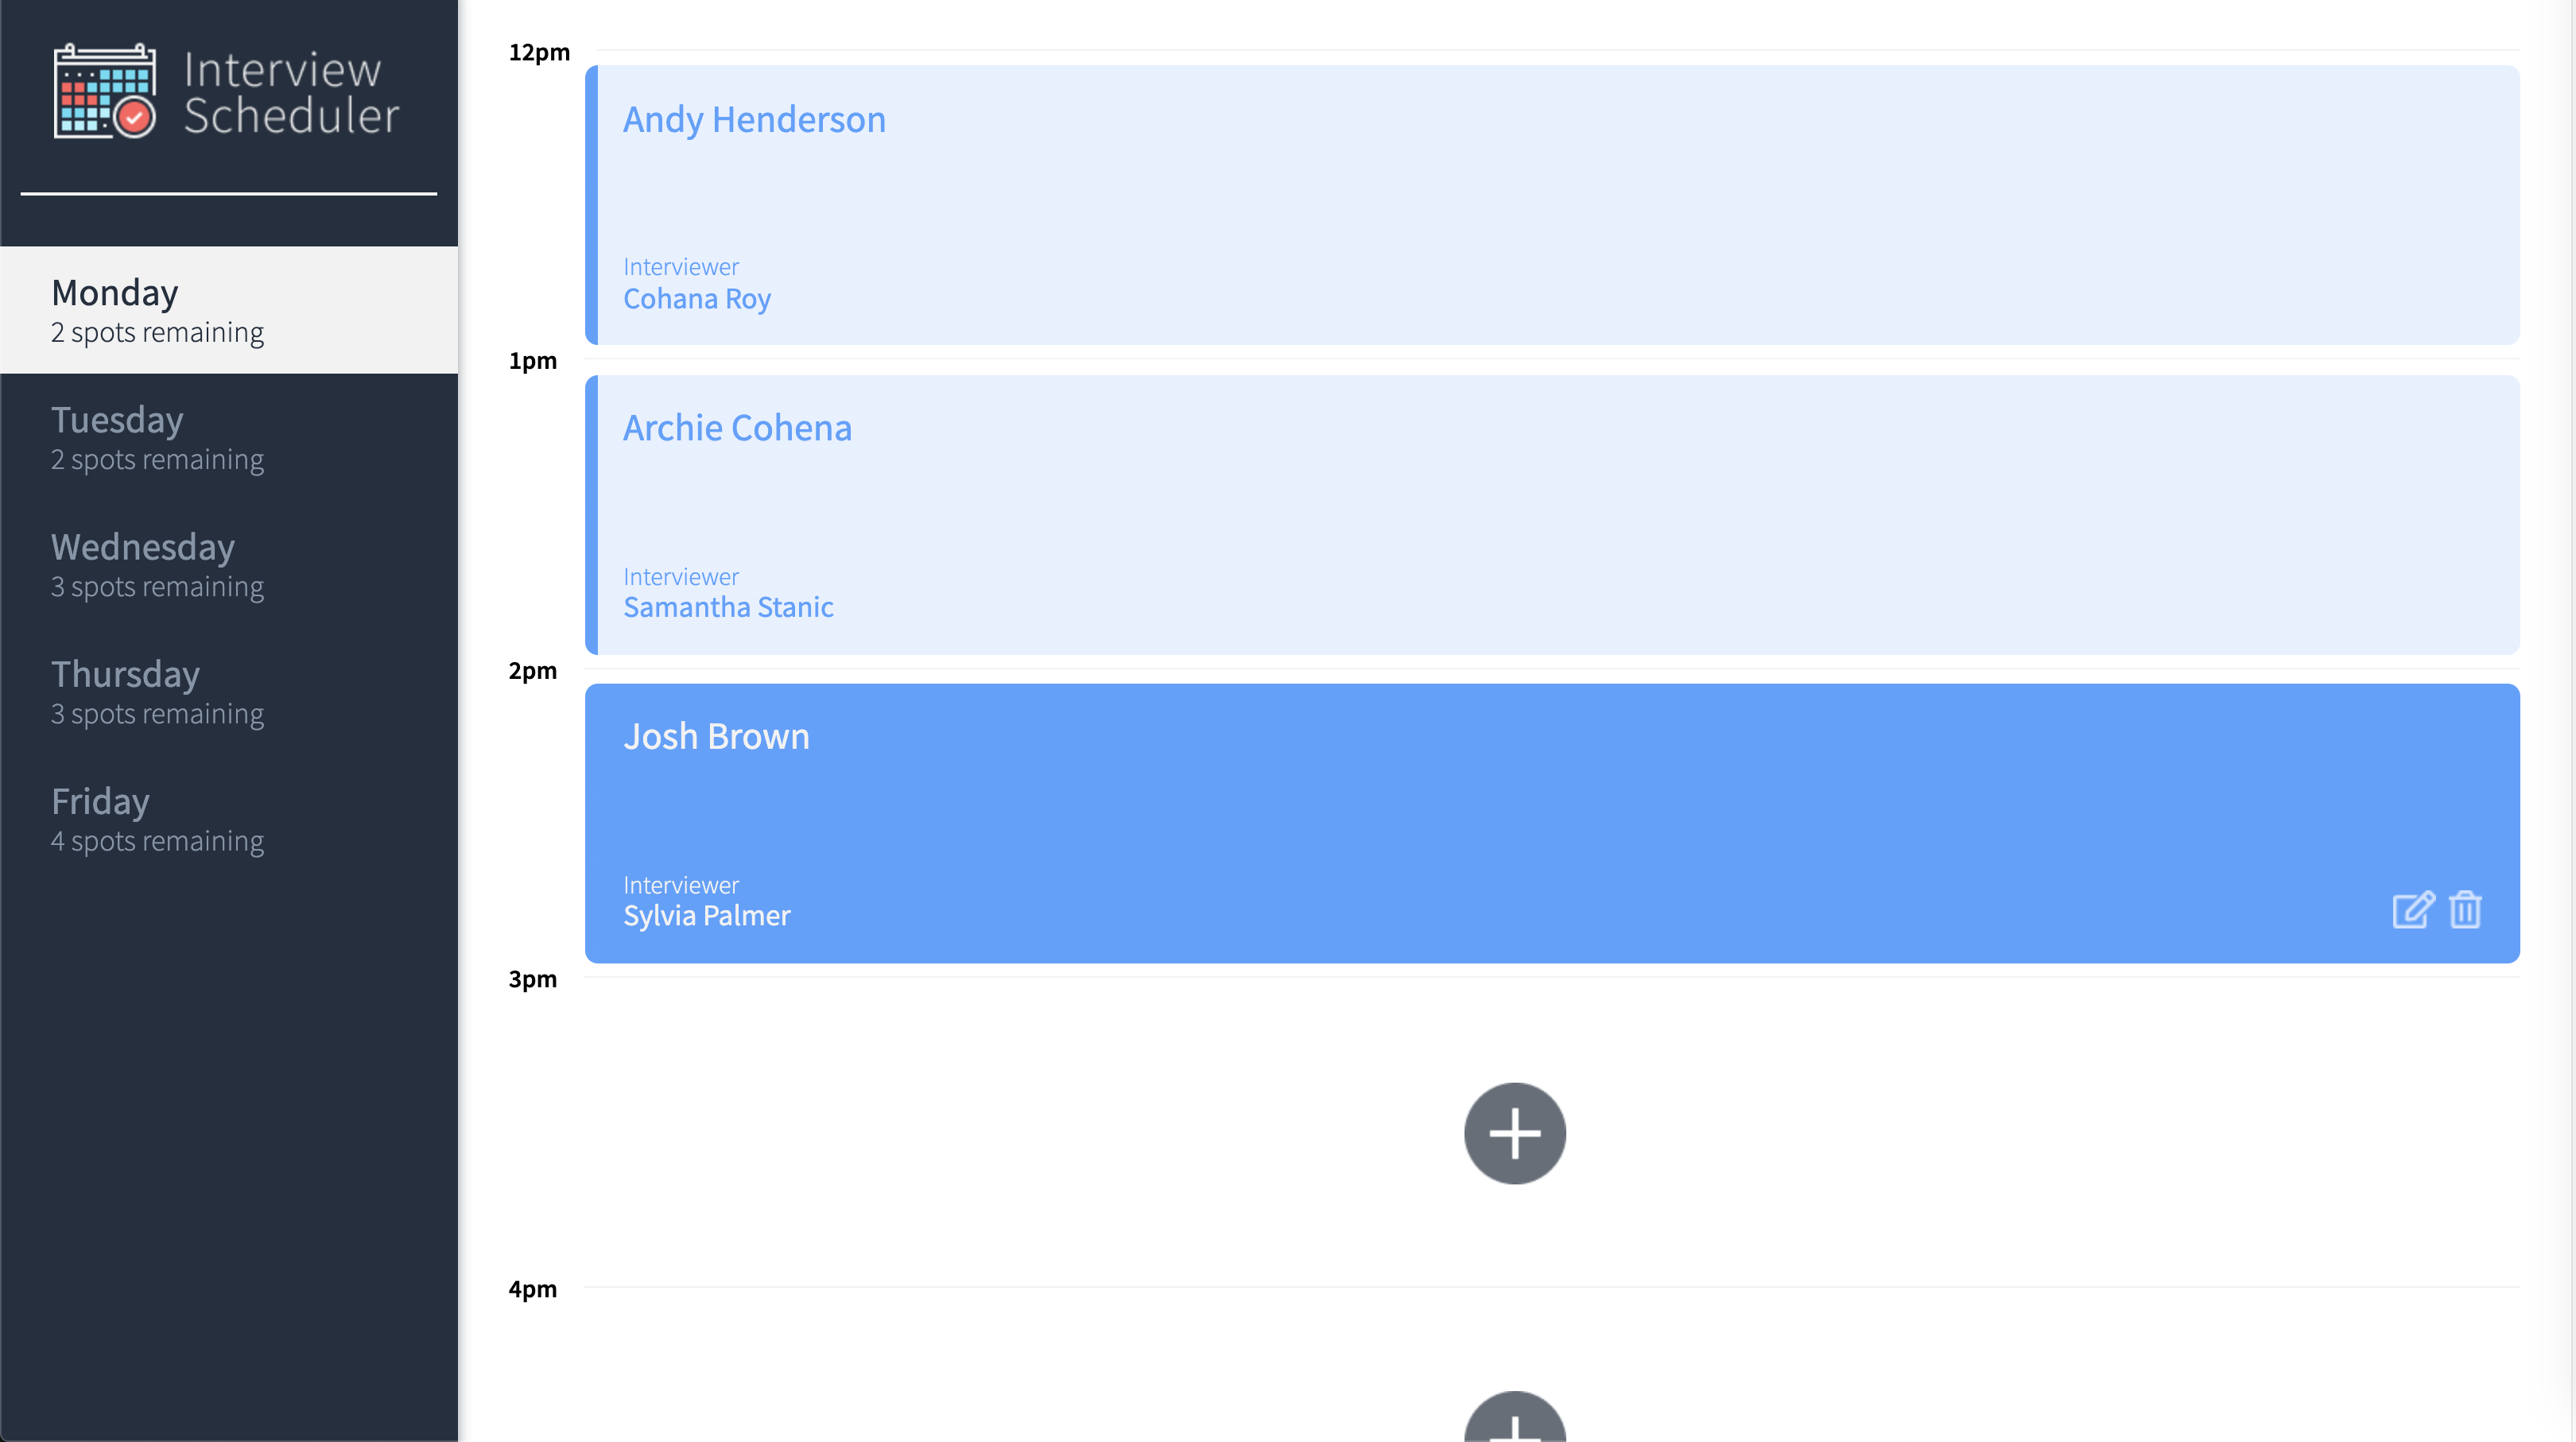 Interview
Scheduler
Monday
2 spots remaining
Tuesday
2 spots remaining
Wednesday
3 spots remaining
Thursday
3 spots remaining
Friday
4 spots remaining
12pm
Andy Henderson
Interviewer
Cohana Roy
1pm
Archie Cohena
Interviewer
Samantha Stanic
2pm
Josh Brown
Interviewer
Sylvia Palmer
3pm
4pm